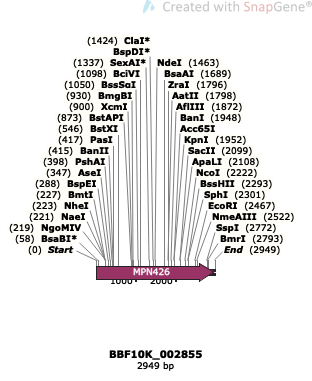 Created with SnapGene®
(1424) ClaI*
BspDI*
(1337) SexAI* NdeI (1463)
(1098) BciVI BsaAI (1689)
(1050) BssSαI ZraI (1796)
(930) BmgBI AatII (1798)
(900) XcmI AflIII (1872)
(873) BstAPI BanI (1948)
(546) BstXI Acc65I
(417) PasI KpnI (1952)
(415) BanII SacII (2099)
(398) PshAI ApaLI (2108)
(347) AseI NcoI (2222)
(288) BspEI BssHII (2293)
(227) BmtI SphI (2301)
(223) NheI EcoRI (2467)
(221) NaeI NmeAIII (2522)
(219) NgoMIV SspI (2772)
(58) BsaBI* BmrI (2793)
(0) Start End (2949)
MPN426
1000 2000
BBF10K_002855
2949 bp